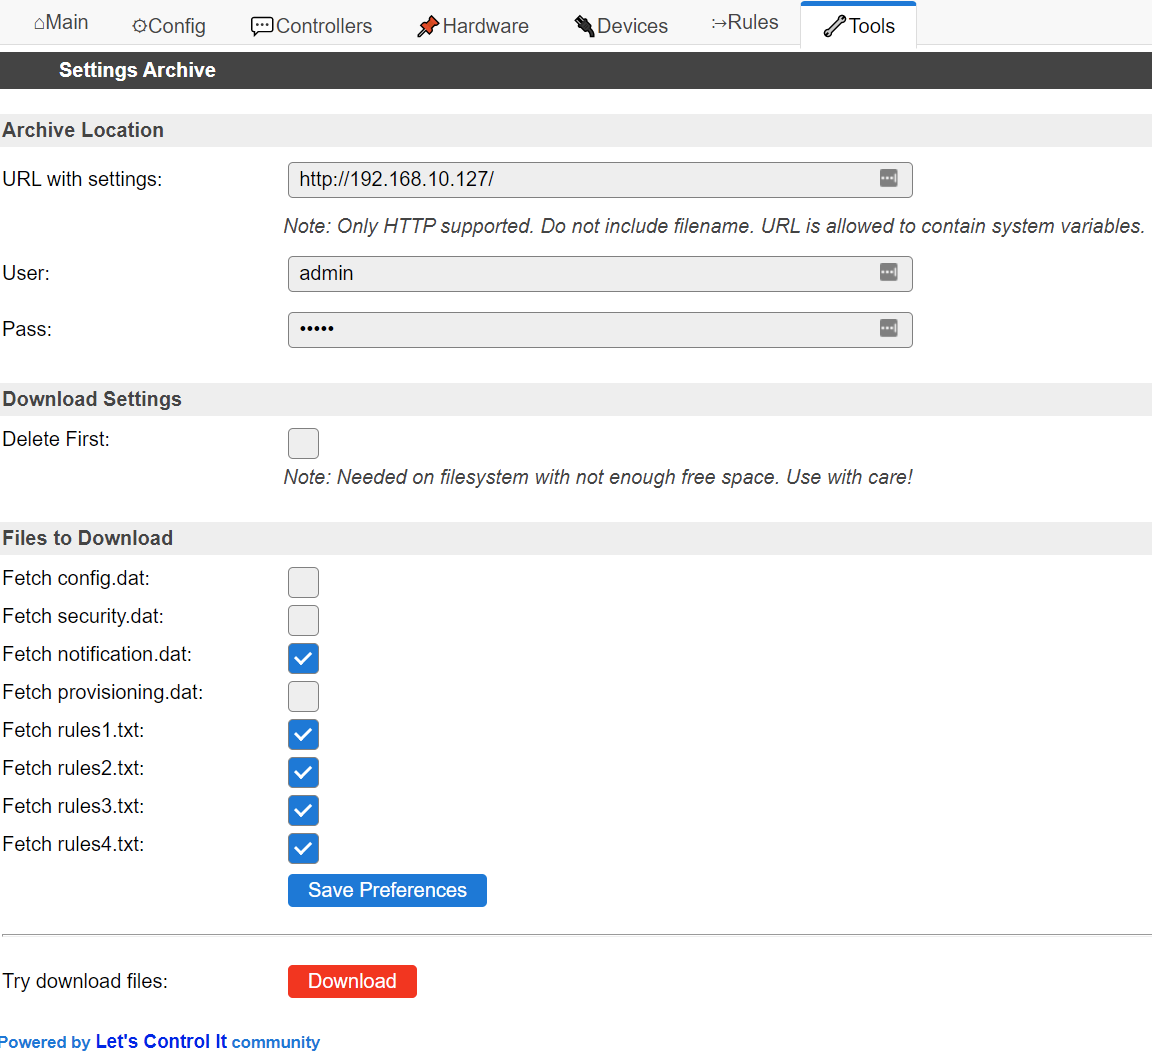 ⌂Main ⚙Config Controllers Hardware Devices Rules Tools
Settings Archive
Archive Location
URL with settings: http://192.168.10.127/
Note: Only HTTP supported. Do not include filename. URL is allowed to contain system variables.
User: admin
Pass: •••••
Download Settings
Delete First:
Note: Needed on filesystem with not enough free space. Use with care!
Files to Download
Fetch config.dat:
Fetch security.dat:
Fetch notification.dat:
Fetch provisioning.dat:
Fetch rules1.txt:
Fetch rules2.txt:
Fetch rules3.txt:
Fetch rules4.txt:
Save Preferences
Try download files: Download
Powered by Let's Control It community